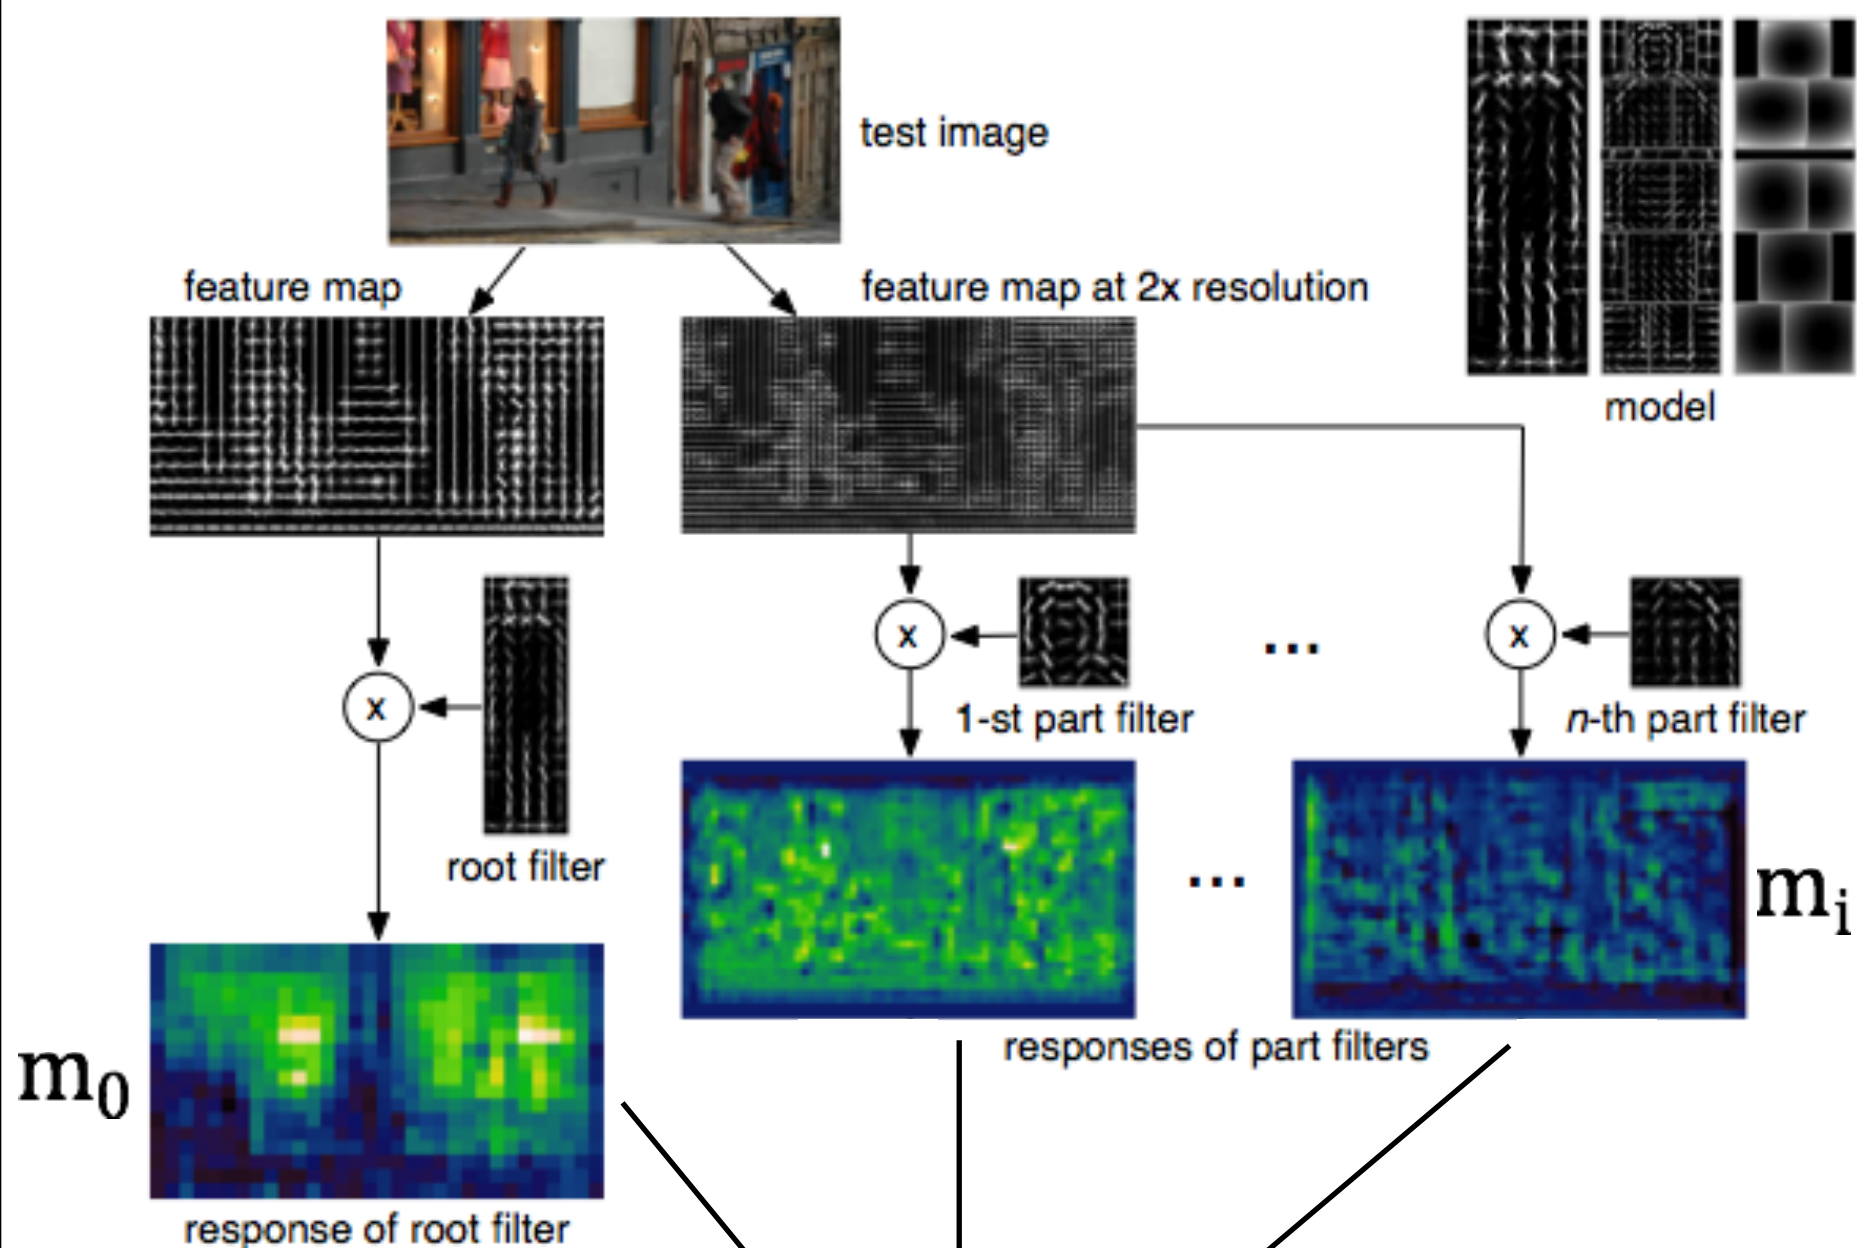 test image
feature map
feature map at 2x resolution
model
x
x
x
1-st part filter
...
n-th part filter
root filter
...
m0
mi
responses of part filters
response of root filter